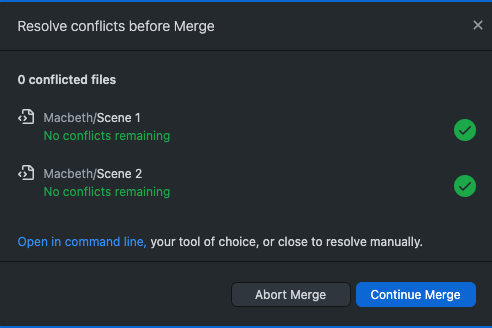 Resolve conflicts before Merge
0 conflicted files
Macbeth/Scene 1
No conflicts remaining
Macbeth/Scene 2
No conflicts remaining
Open in command line, your tool of choice, or close to resolve manually.
Abort Merge
Continue Merge